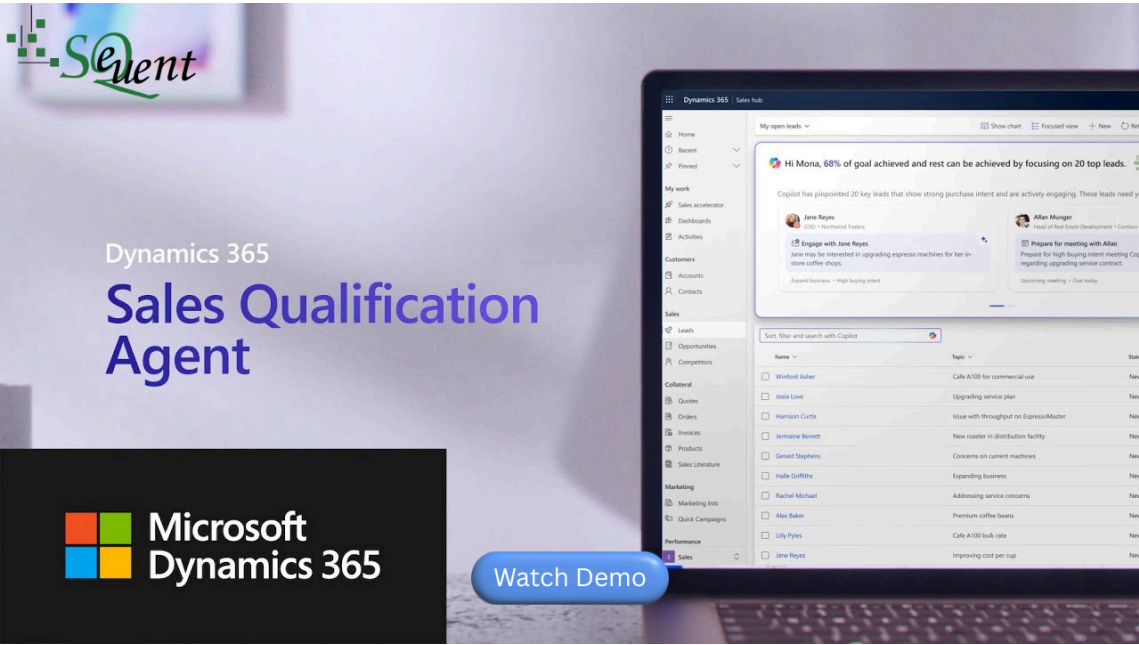 SeQuent
Dynamics 365
Sales Qualification
Agent
Microsoft
Dynamics 365
Watch Demo
Dynamics 365 | Sales hub
Home
Recent
Pinned
My work
Sales accelerator
Dashboards
Activities
Customers
Accounts
Contacts
Sales
Leads
Opportunities
Competitors
Collateral
Quotes
Orders
Invoices
Products
Sales Literature
Marketing
Marketing lists
Quick Campaigns
Performance
S Sales
My open leads
Show chart
Focused view
New
Hi Mona, 68% of goal achieved and rest can be achieved by focusing on 20 top leads.
Copilot has pinpointed 20 key leads that show strong purchase intent and are actively engaging. These leads need
Jane Reyes
COO • Northwind Traders
Engage with Jane Reyes
Jane may be interested in upgrading espresso machines for her in-
store coffee shops.
Expand business • High buying intent
Allan Munger
Head of Real Estate Development • Contoso
Prepare for meeting with Allan
Prepare for high-buying intent meeting Cop
regarding upgrading service contract.
Upcoming meeting • Due today
Sort, filter and search with Copilot
Name Topic
Winford Asher Cafe A100 for commercial use New
Josia Love Upgrading service plan New
Harrison Curtis Issue with throughput on EspressoMaster New
Jermaine Berrett New roaster in distribution facility New
Gerald Stephens Concerns on current machines New
Halle Griffiths Expanding business New
Rachel Michael Addressing service concerns New
Alex Baker Premium coffee beans New
Lilly Pyles Cafe A100 bulk rate New
Jane Reyes Improving cost per cup New